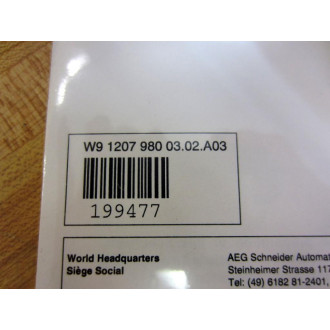 W9 1207 980 03.02.A03
199477
World Headquarters
Siège Social
AEG Schneider Automat
Steinheimer Strasse 117
Tel: (49) 6182 81-2401,